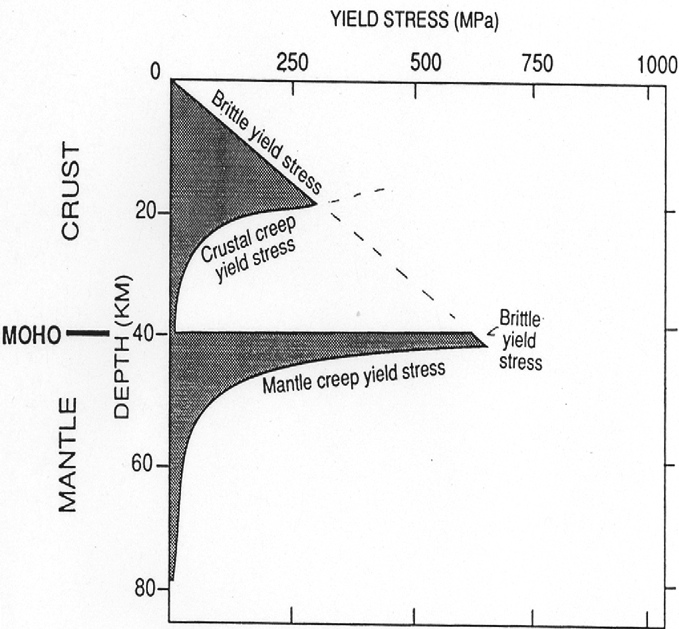 YIELD STRESS (MPa)
0 250 500 750 1000
Brittle yield stress
CRUST
20
Crustal creep
yield stress
DEPTH (KM)
MOHO
40
Brittle
yield
stress
Mantle creep yield stress
MANTLE
60
80